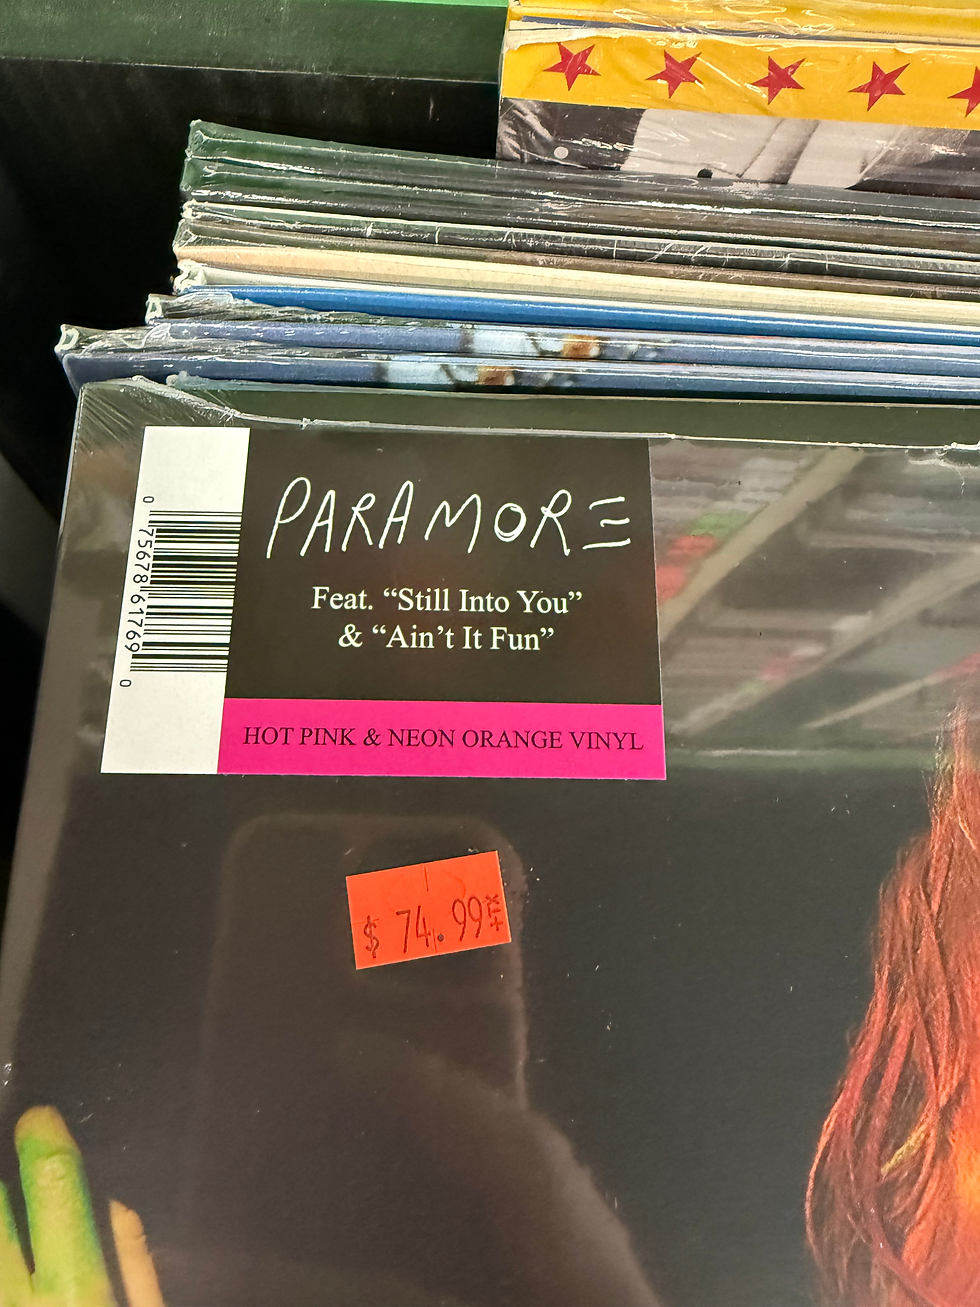 PARAMORE
Feat. “Still Into You”
& “Ain’t It Fun”
HOT PINK & NEON ORANGE VINYL
0 75678 61769 0
$ 74.99 +TX